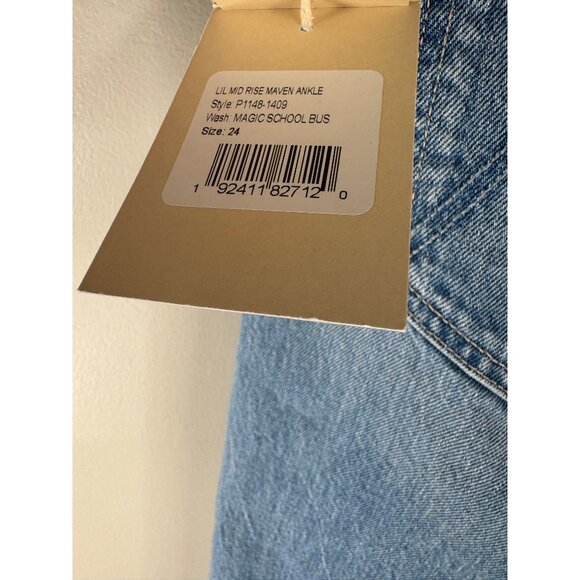 LIL MID RISE MAVEN ANKLE
Style: P1148-1409
Wash: MAGIC SCHOOL BUS
Size: 24
1 92411 82712 0